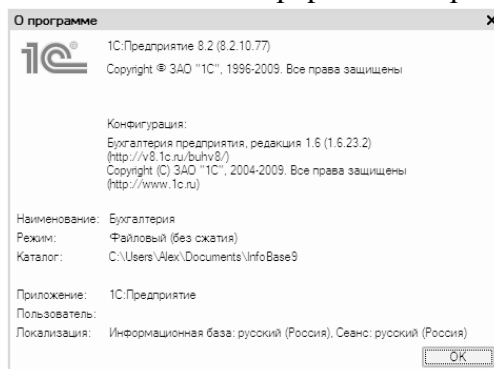 О программе
1С:Предприятие 8.2 (8.2.10.77)
Copyright © ЗАО "1С", 1996-2009. Все права защищены
Конфигурация:
Бухгалтерия предприятия, редакция 1.6 (1.6.23.2)
(http://v8.1c.ru/buhv8/)
Copyright (С) ЗАО "1С", 2004-2009. Все права защищены
(http://www.1c.ru)
Наименование: Бухгалтерия
Режим: Файловый (без сжатия)
Каталог: C:\Users\Alex\Documents\InfoBase9
Приложение: 1С:Предприятие
Пользователь:
Локализация: Информационная база: русский (Россия), Сеанс: русский (Россия)
OK